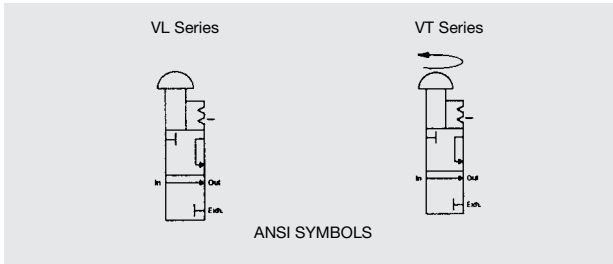 VL Series
VT Series
In
Out
Exh.
In
Out
Exh.
ANSI SYMBOLS